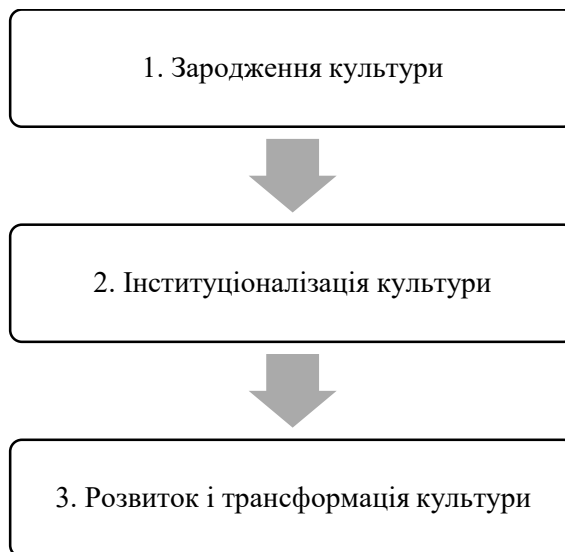 1. Зародження культури
2. Інституціоналізація культури
3. Розвиток і трансформація культури